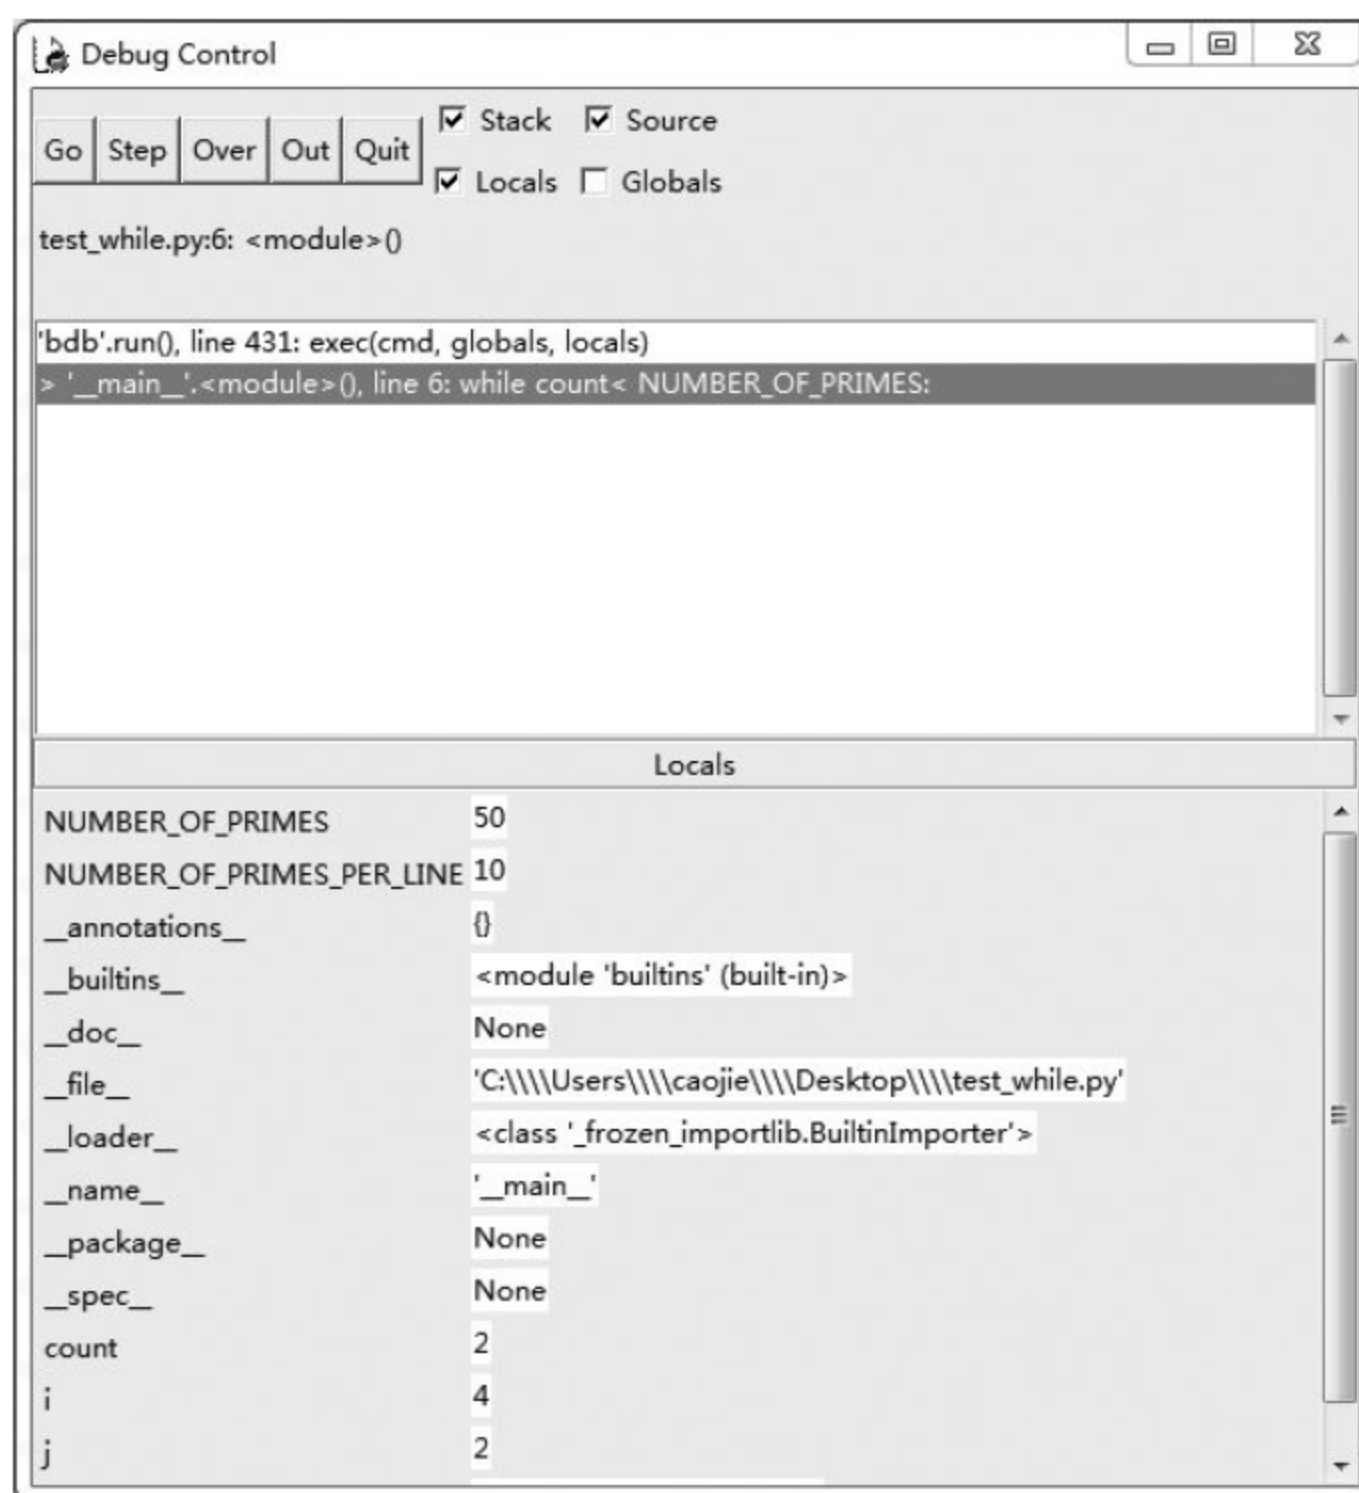 Debug Control
Go Step Over Out Quit
Stack Source
Locals Globals
test_while.py:6: <module>()
'bdb'.run(), line 431: exec(cmd, globals, locals)
> '__main__'.<module>(), line 6: while count< NUMBER_OF_PRIMES:
Locals
NUMBER_OF_PRIMES 50
NUMBER_OF_PRIMES_PER_LINE 10
__annotations__ {}
__builtins__ <module 'builtins' (built-in)>
__doc__ None
__file__ 'C:\\\\Users\\\\caojie\\\\Desktop\\\\test_while.py'
__loader__ <class '_frozen_importlib.BuiltinImporter'>
__name__ '__main__'
__package__ None
__spec__ None
count 2
i 4
j 2